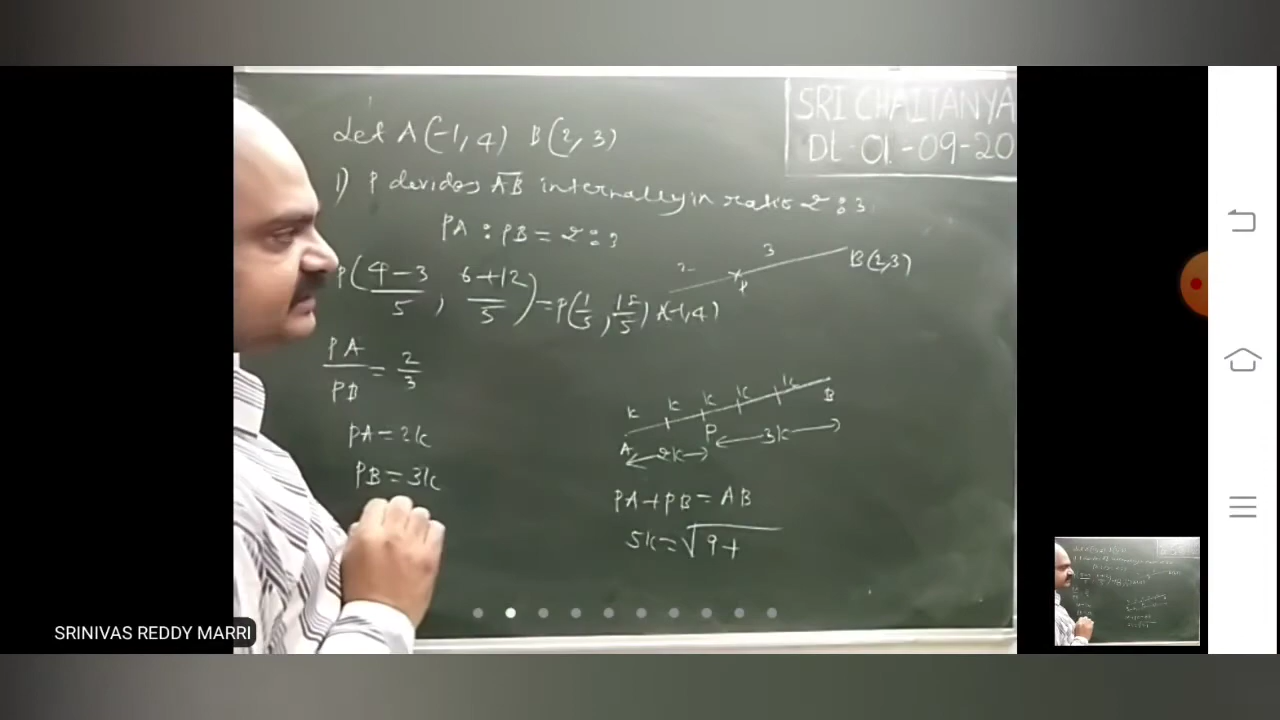 SRI CHAITANYA
DL-01-09-20
Let A(-1, 4) B(2, 3)
1) P devides AB internally in ratio 2:3
PA : PB = 2 : 3
P(4-3/5, 6+12/5) = P(1/5, 18/5)
2 3
A(-1, 4) P B(2, 3)
PA/PB = 2/3
PA = 2k
PB = 3k
k k k k k
A P B
2k 3k
PA + PB = AB
5k = √9+
SRINIVAS REDDY MARRI